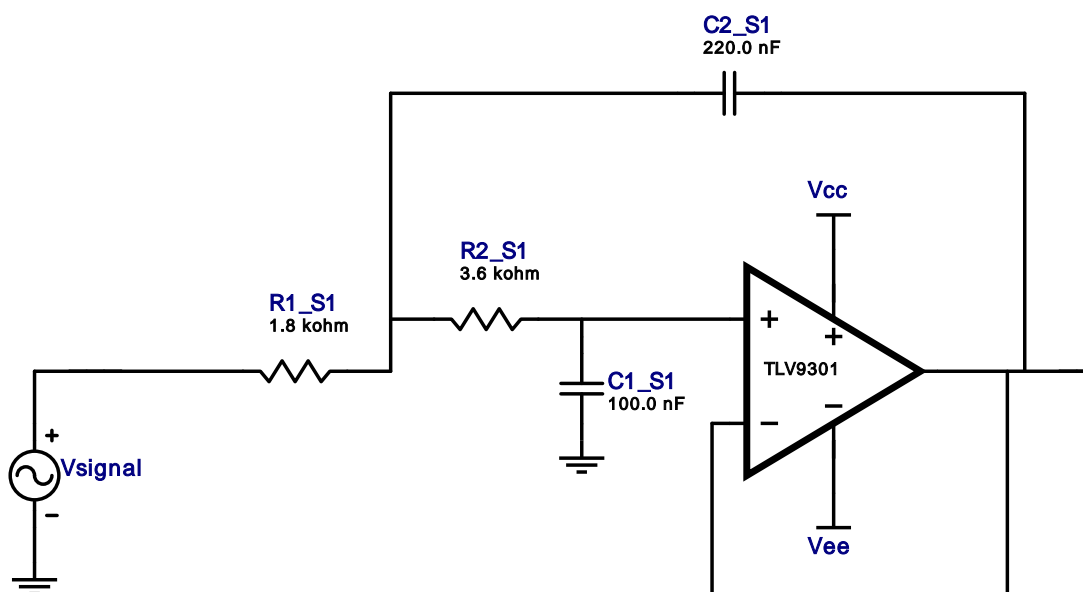 C2_S1
220.0 nF
Vcc
R2_S1
3.6 kohm
R1_S1
1.8 kohm
+
+
TLV9301
C1_S1
100.0 nF
−
−
+
Vsignal
−
Vee